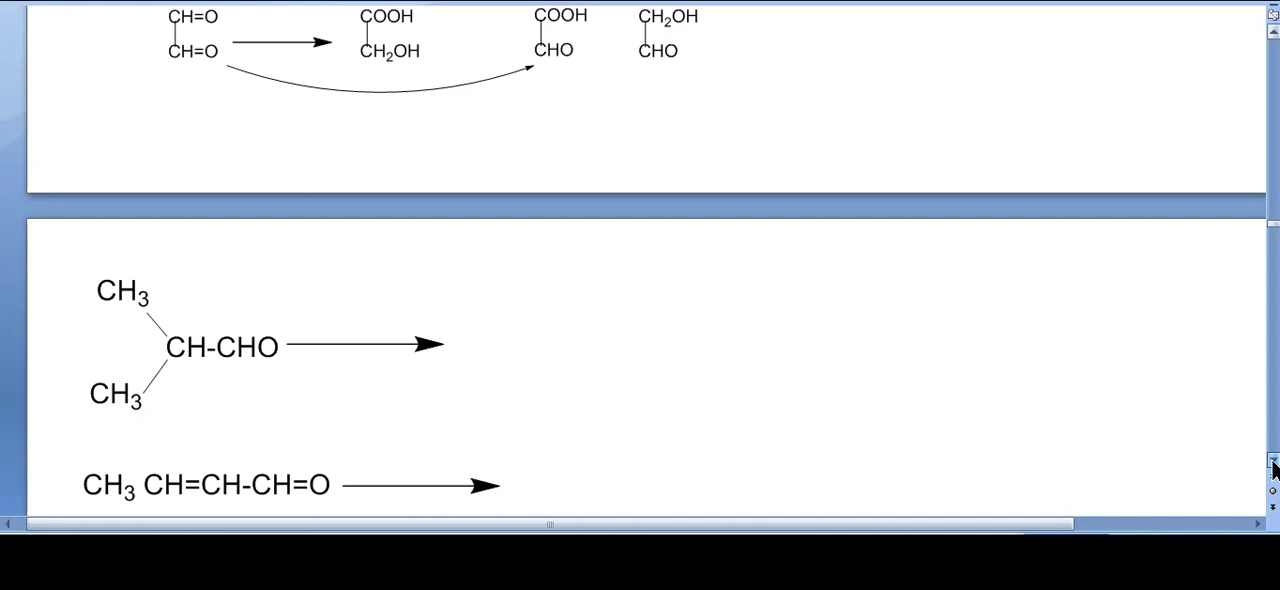 CH=O COOH COOH CH₂OH
CH=O CH₂OH CHO CHO
CH₃
CH-CHO
CH₃
CH₃ CH=CH-CH=O